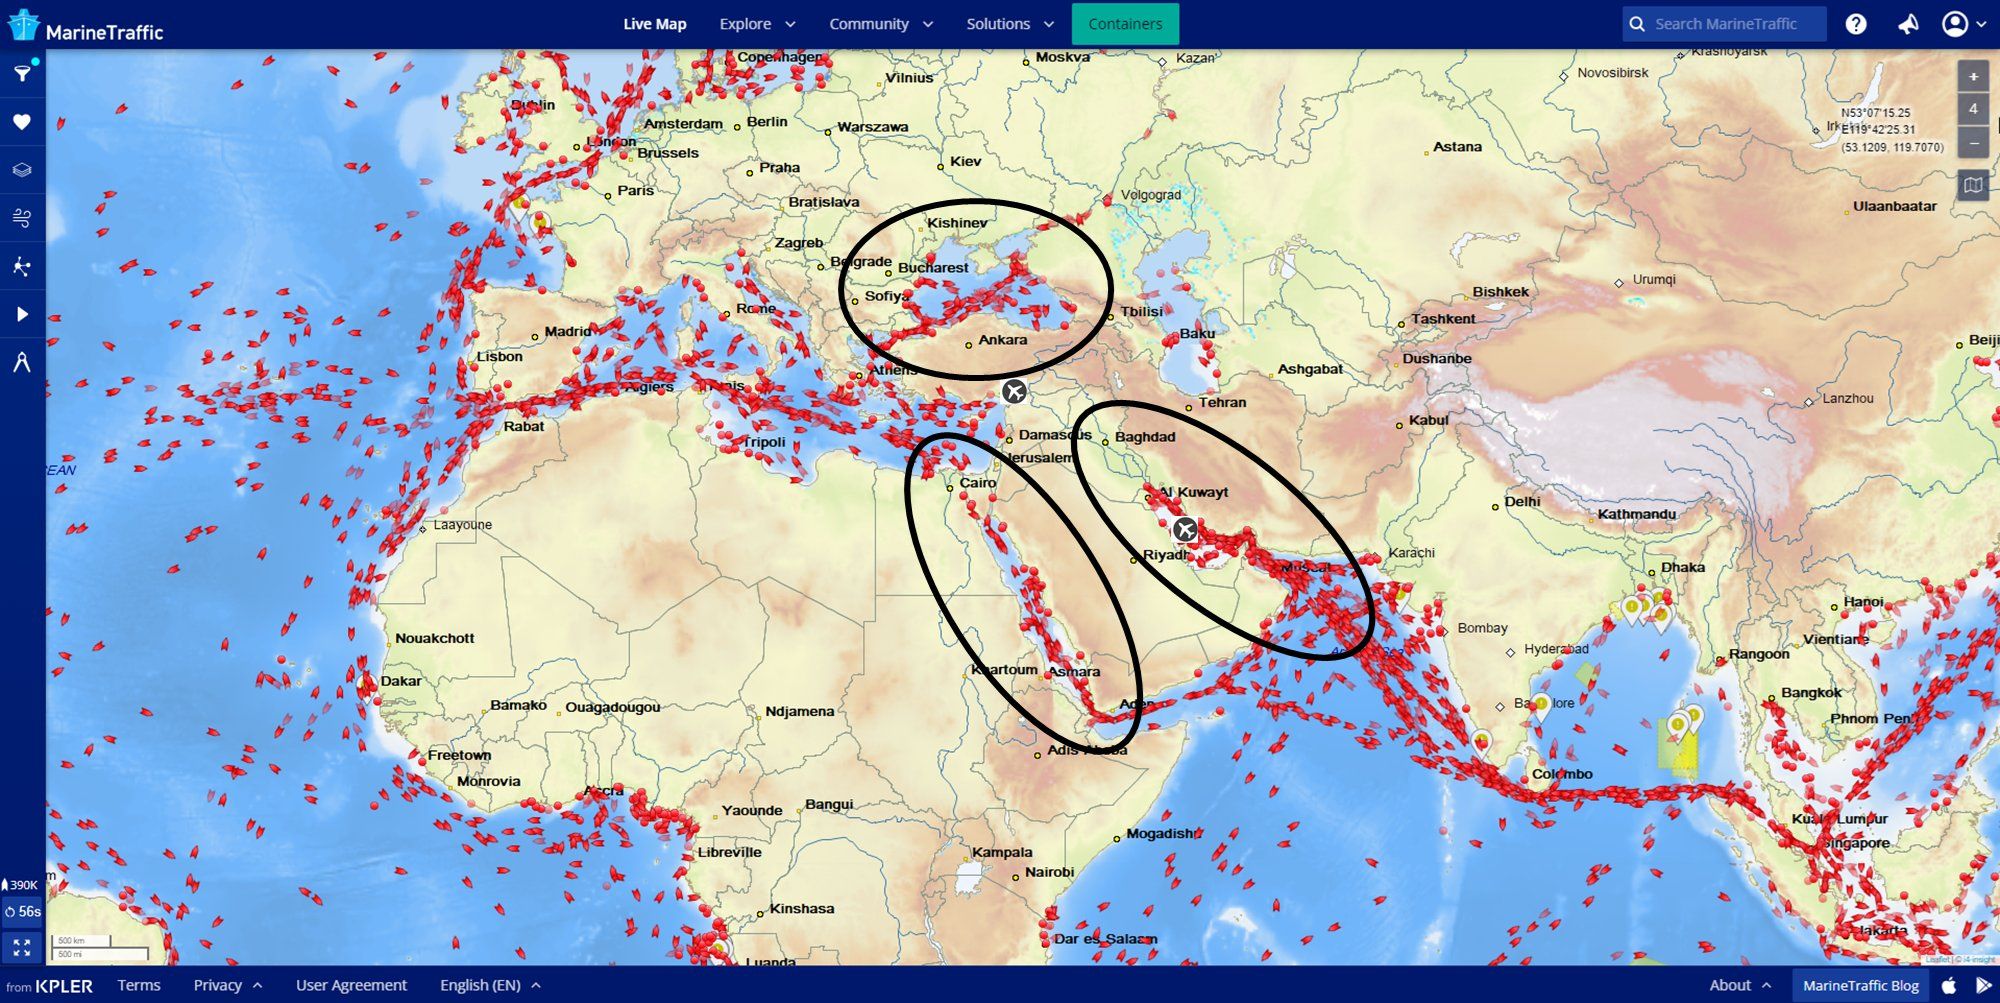 MarineTraffic
Live Map
Explore
Community
Solutions
Containers
Search MarineTraffic
Copenhagen
Vilnius
Moskva
Kazan'
Novosibirsk
Krasnoyarsk
N53°07'15.25
E119°42'25.31
(53.1209, 119.7070)
+
4
−
Dublin
Amsterdam
Berlin
Warszawa
London
Brussels
Praha
Kiev
Astana
Paris
Bratislava
Volgograd
Ulaanbaatar
Zagreb
Kishinev
Belgrade
Bucharest
Urumqi
Sofiya
Bishkek
Rome
Tbilisi
Tashkent
Madrid
Ankara
Baku
Beiji
Lisbon
Dushanbe
Athens
Ashgabat
Algiers
Tunis
Tehran
Lanzhou
Rabat
Tripoli
Damascus
Baghdad
Kabul
EAN
Jerusalem
Cairo
Al Kuwayt
Delhi
Laayoune
Kathmandu
Riyadh
Karachi
Muscat
Dhaka
Hanoi
Nouakchott
Bombay
Vientiane
Hyderabad
Rangoon
Khartoum
Asmara
Dakar
Bangkok
Bamako
Ouagadougou
Ndjamena
Aden
lore
Phnom Pen
Freetown
Adis Abeba
Colombo
Monrovia
Accra
Yaounde
Bangui
Mogadish
Kuala Lumpur
Libreville
Kampala
Singapore
Nairobi
m
390K
56s
Kinshasa
Dar es Salaam
Jakarta
500 km
500 mi
Luanda
Leaflet | © i4-insight
from KPLER
Terms
Privacy
User Agreement
English (EN)
About
MarineTraffic Blog